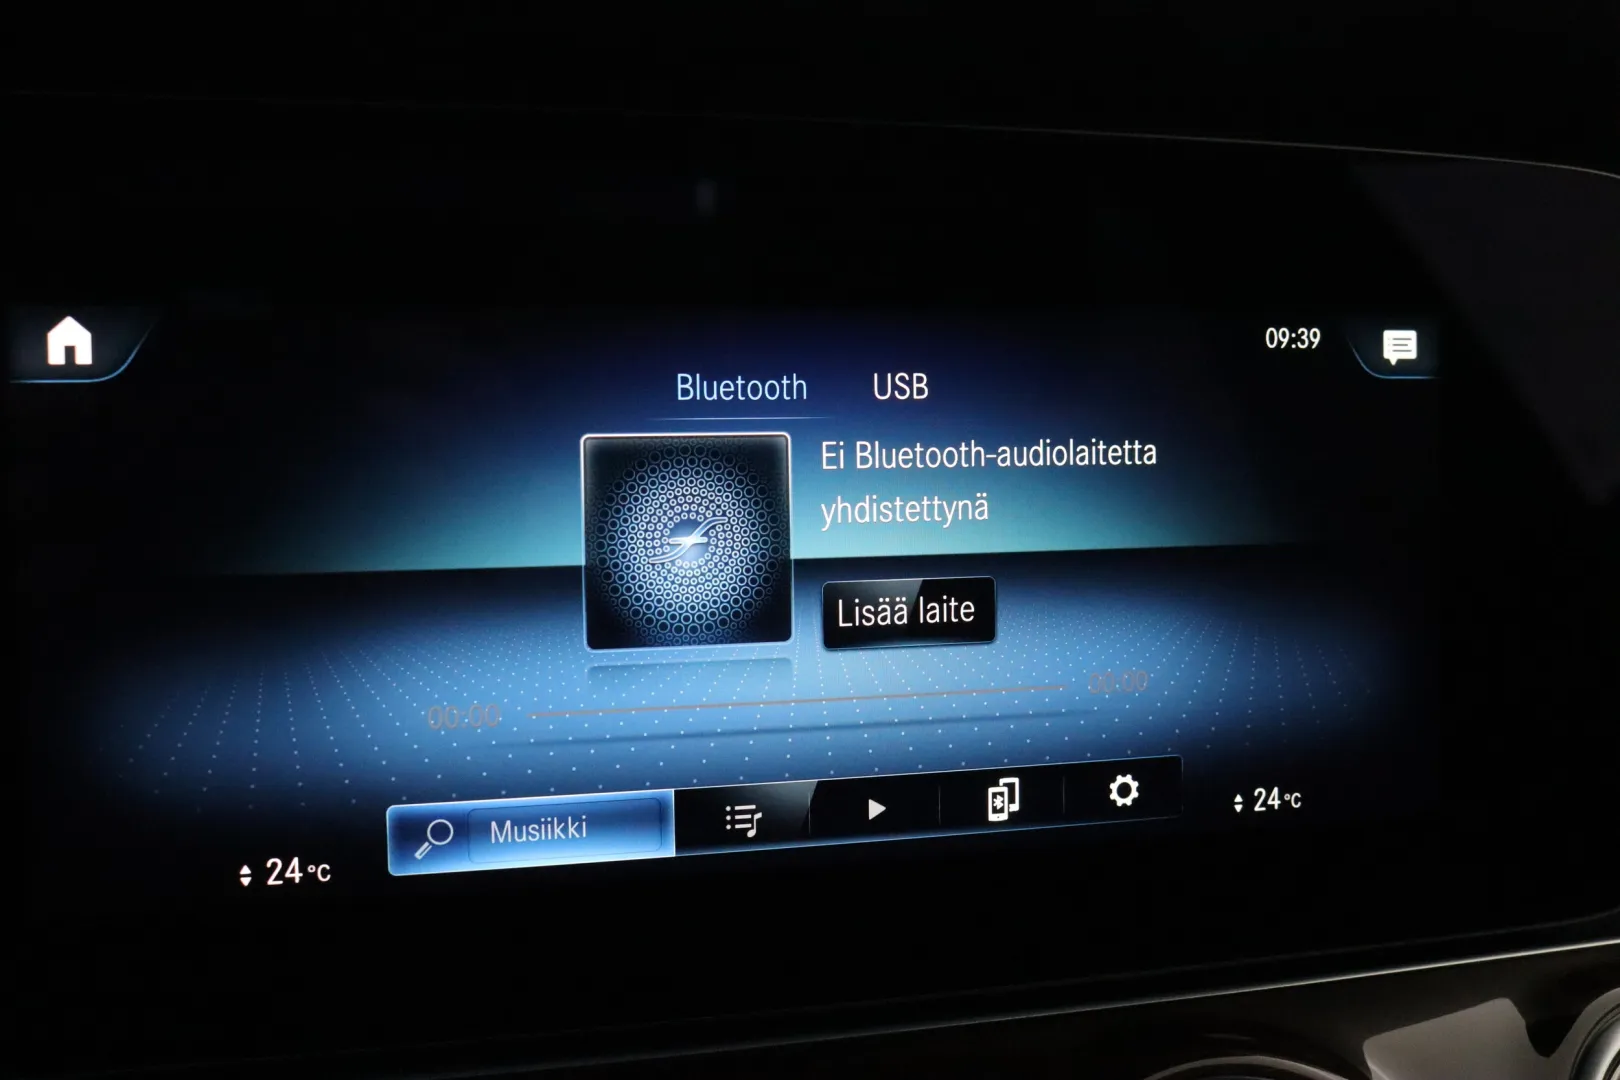 09:39
Bluetooth USB
Ei Bluetooth-audiolaitetta
yhdistettynä
Lisää laite
00:00 00:00
Musiikki
24°C 24°C